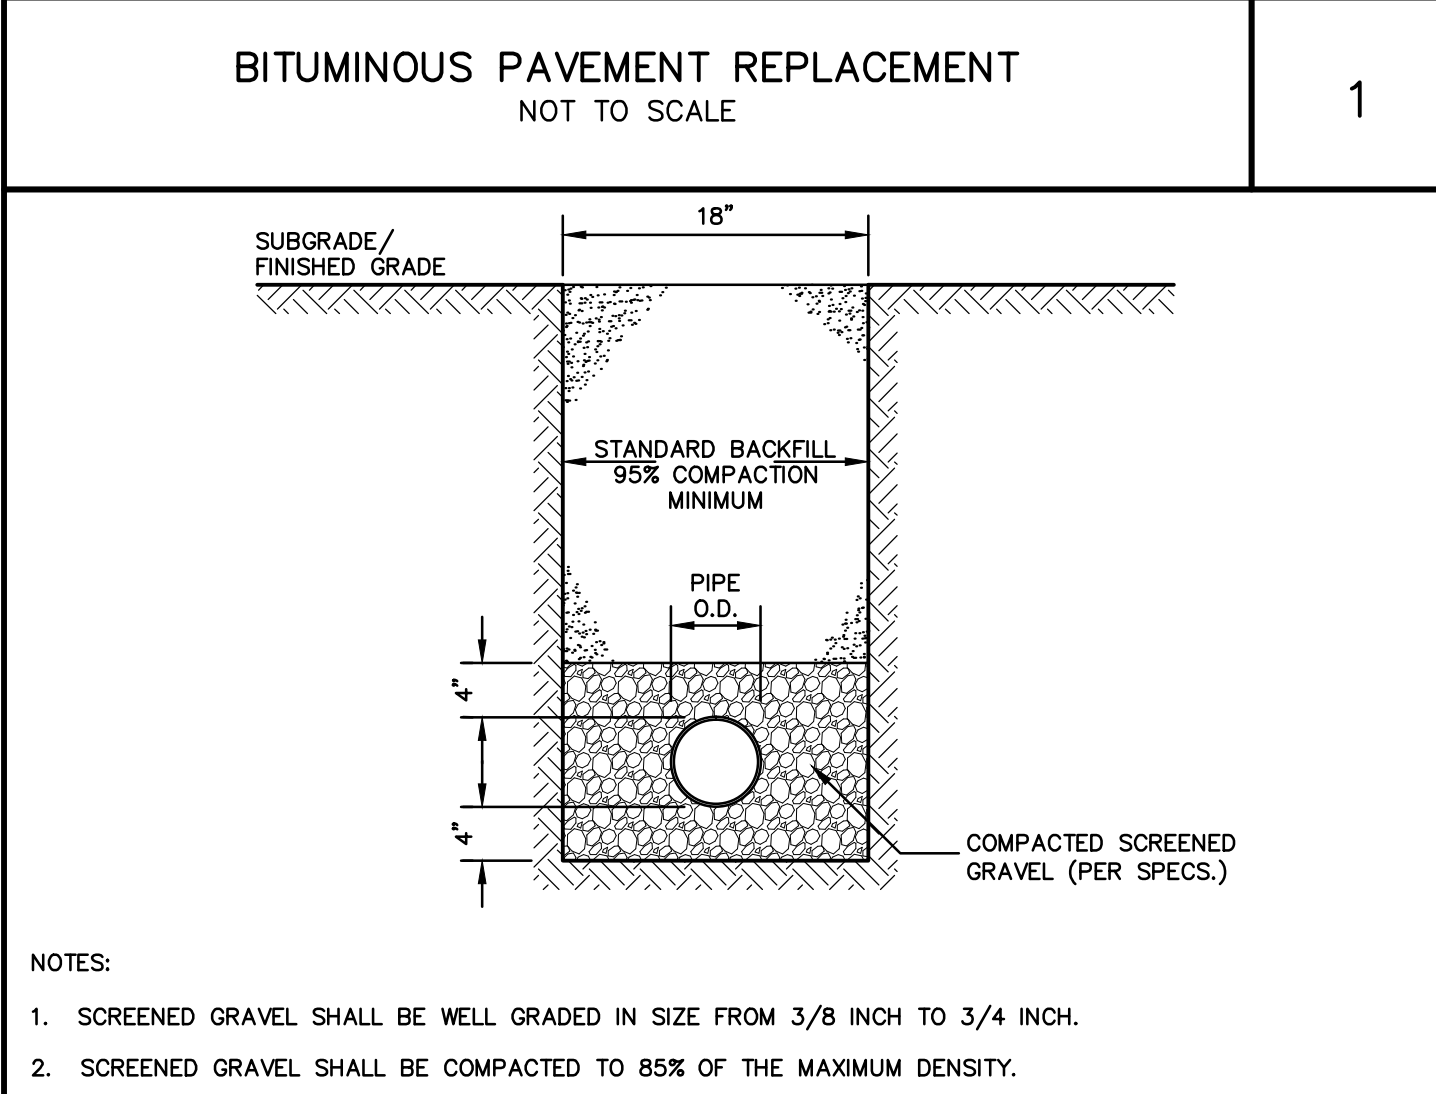 BITUMINOUS PAVEMENT REPLACEMENT
NOT TO SCALE
1
18"
SUBGRADE/
FINISHED GRADE
STANDARD BACKFILL
95% COMPACTION
MINIMUM
PIPE
O.D.
4"
4"
COMPACTED SCREENED
GRAVEL (PER SPECS.)
NOTES:
1. SCREENED GRAVEL SHALL BE WELL GRADED IN SIZE FROM 3/8 INCH TO 3/4 INCH.
2. SCREENED GRAVEL SHALL BE COMPACTED TO 85% OF THE MAXIMUM DENSITY.